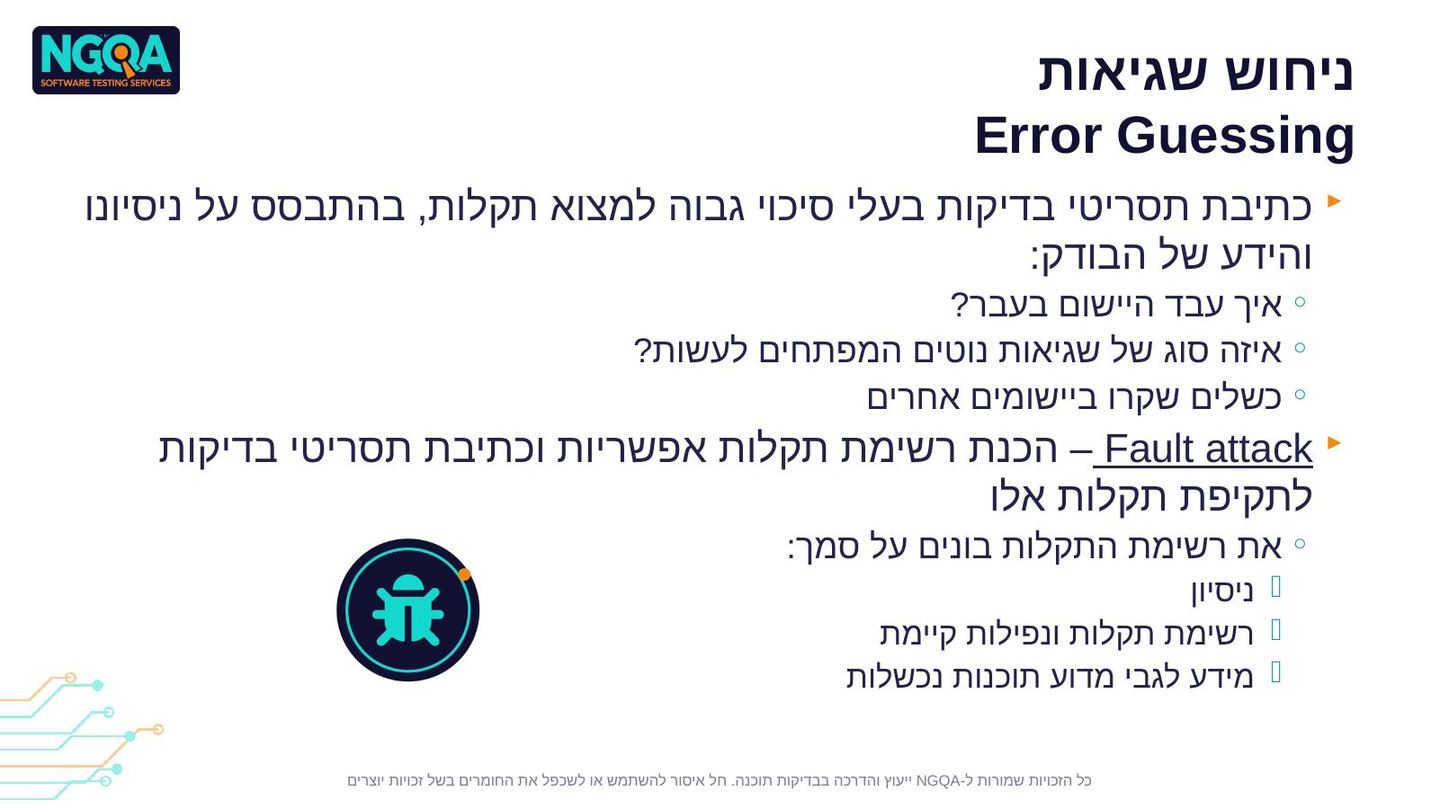 NGQA
SOFTWARE TESTING SERVICES
ניחוש שגיאות
Error Guessing
כתיבת תסריטי בדיקות בעלי סיכוי גבוה למצוא תקלות, בהתבסס על ניסיונו
והידע של הבודק:
איך עבד היישום בעבר?
איזה סוג של שגיאות נוטים המפתחים לעשות?
כשלים שקרו ביישומים אחרים
Fault attack – הכנת רשימת תקלות אפשריות וכתיבת תסריטי בדיקות
לתקיפת תקלות אלו
את רשימת התקלות בונים על סמך:
ניסיון
רשימת תקלות ונפילות קיימת
מידע לגבי מדוע תוכנות נכשלות
כל הזכויות שמורות ל-NGQA ייעוץ והדרכה בבדיקות תוכנה. חל איסור להשתמש או לשכפל את החומרים בשל זכויות יוצרים